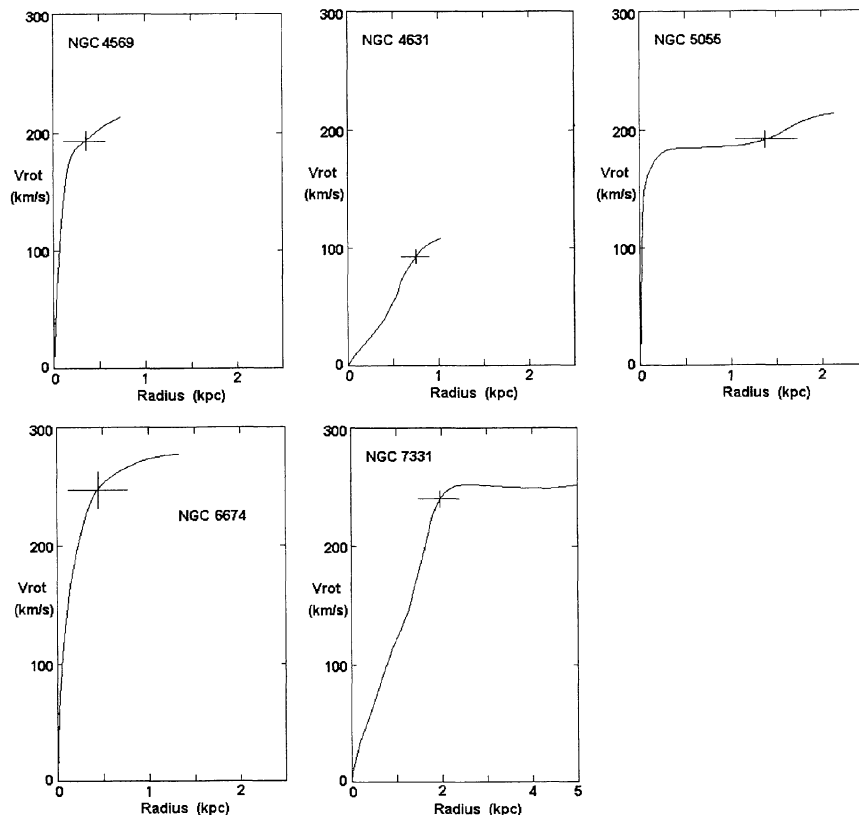 300
NGC 4569
200
Vrot
(km/s)
100
0
0 1 2
Radius (kpc)
300
NGC 4631
200
Vrot
(km/s)
100
0
0 1 2
Radius (kpc)
300
NGC 5055
200
Vrot
(km/s)
100
0
0 1 2
Radius (kpc)
300
200
NGC 6674
Vrot
(km/s)
100
0
0 1 2
Radius (kpc)
300
NGC 7331
200
Vrot
(km/s)
100
0
0 1 2 3 4 5
Radius (kpc)